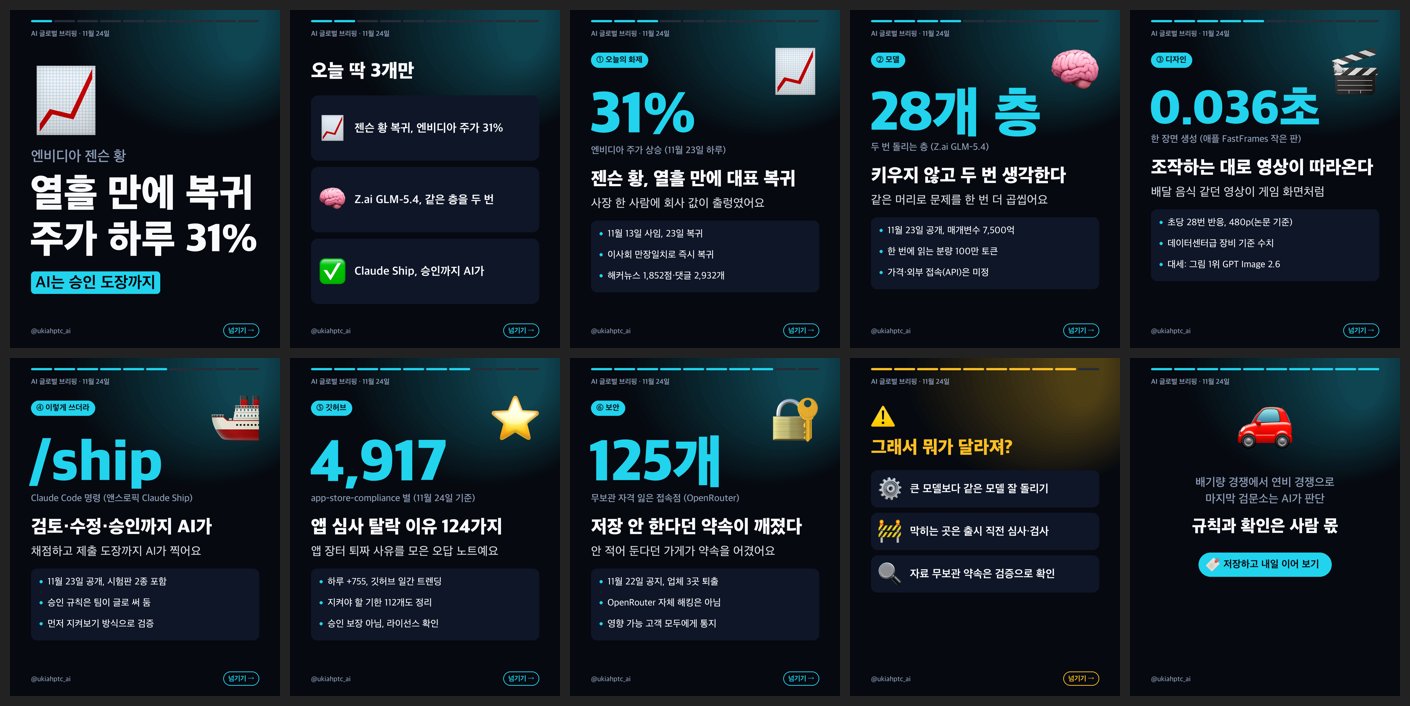 AI 글로벌 브리핑 · 11월 24일
엔비디아 젠슨 황
열흘 만에 복귀
주가 하루 31%
AI는 승인 도장까지
@ukiahptc_ai
넘기기 →
AI 글로벌 브리핑 · 11월 24일
오늘 딱 3개만
젠슨 황 복귀, 엔비디아 주가 31%
Z.ai GLM-5.4, 같은 층을 두 번
Claude Ship, 승인까지 AI가
@ukiahptc_ai
넘기기 →
AI 글로벌 브리핑 · 11월 24일
① 오늘의 화제
31%
엔비디아 주가 상승 (11월 23일 하루)
젠슨 황, 열흘 만에 대표 복귀
사장 한 사람에 회사 값이 출렁였어요
• 11월 13일 사임, 23일 복귀
• 이사회 만장일치로 즉시 복귀
• 해커뉴스 1,852점·댓글 2,932개
@ukiahptc_ai
넘기기 →
AI 글로벌 브리핑 · 11월 24일
② 모델
28개 층
두 번 돌리는 층 (Z.ai GLM-5.4)
키우지 않고 두 번 생각한다
같은 머리로 문제를 한 번 더 곱씹어요
• 11월 23일 공개, 매개변수 7,500억
• 한 번에 읽는 분량 100만 토큰
• 가격·외부 접속(API)은 미정
@ukiahptc_ai
넘기기 →
AI 글로벌 브리핑 · 11월 24일
③ 디자인
0.036초
한 장면 생성 (애플 FastFrames 작은 판)
조작하는 대로 영상이 따라온다
배달 음식 같던 영상이 게임 화면처럼
• 초당 28번 반응, 480p(논문 기준)
• 데이터센터급 장비 기준 수치
• 대세: 그림 1위 GPT Image 2.6
@ukiahptc_ai
넘기기 →
AI 글로벌 브리핑 · 11월 24일
④ 이렇게 쓰더라
/ship
Claude Code 명령 (앤스로픽 Claude Ship)
검토·수정·승인까지 AI가
채점하고 제출 도장까지 AI가 찍어요
• 11월 23일 공개, 시험판 2종 포함
• 승인 규칙은 팀이 글로 써 둠
• 먼저 지켜보기 방식으로 검증
@ukiahptc_ai
넘기기 →
AI 글로벌 브리핑 · 11월 24일
⑤ 깃허브
4,917
app-store-compliance 별 (11월 24일 기준)
앱 심사 탈락 이유 124가지
앱 장터 퇴짜 사유를 모은 오답 노트예요
• 하루 +755, 깃허브 일간 트렌딩
• 지켜야 할 기한 112개도 정리
• 승인 보장 아님, 라이선스 확인
@ukiahptc_ai
넘기기 →
AI 글로벌 브리핑 · 11월 24일
⑥ 보안
125개
무보관 자격 잃은 접속점 (OpenRouter)
저장 안 한다던 약속이 깨졌다
안 적어 둔다던 가게가 약속을 어겼어요
• 11월 22일 공지, 업체 3곳 퇴출
• OpenRouter 자체 해킹은 아님
• 영향 가능 고객 모두에게 통지
@ukiahptc_ai
넘기기 →
AI 글로벌 브리핑 · 11월 24일
그래서 뭐가 달라져?
큰 모델보다 같은 모델 잘 돌리기
막히는 곳은 출시 직전 심사·검사
자료 무보관 약속은 검증으로 확인
@ukiahptc_ai
넘기기 →
AI 글로벌 브리핑 · 11월 24일
배기량 경쟁에서 연비 경쟁으로
마지막 검문소는 AI가 판단
규칙과 확인은 사람 몫
저장하고 내일 이어 보기
@ukiahptc_ai